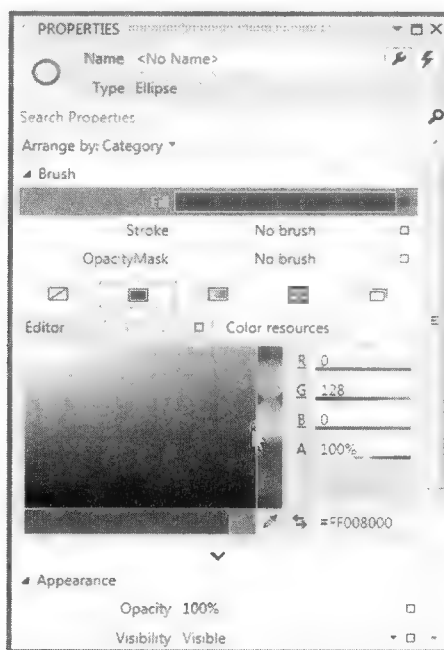 PROPERTIES
Name <No Name>
Type Ellipse
Search Properties
Arrange by: Category
Brush
Fill
Stroke No brush
OpacityMask No brush
Editor Color resources
R 0
G 128
B 0
A 100%
#FF008000
Appearance
Opacity 100%
Visibility Visible